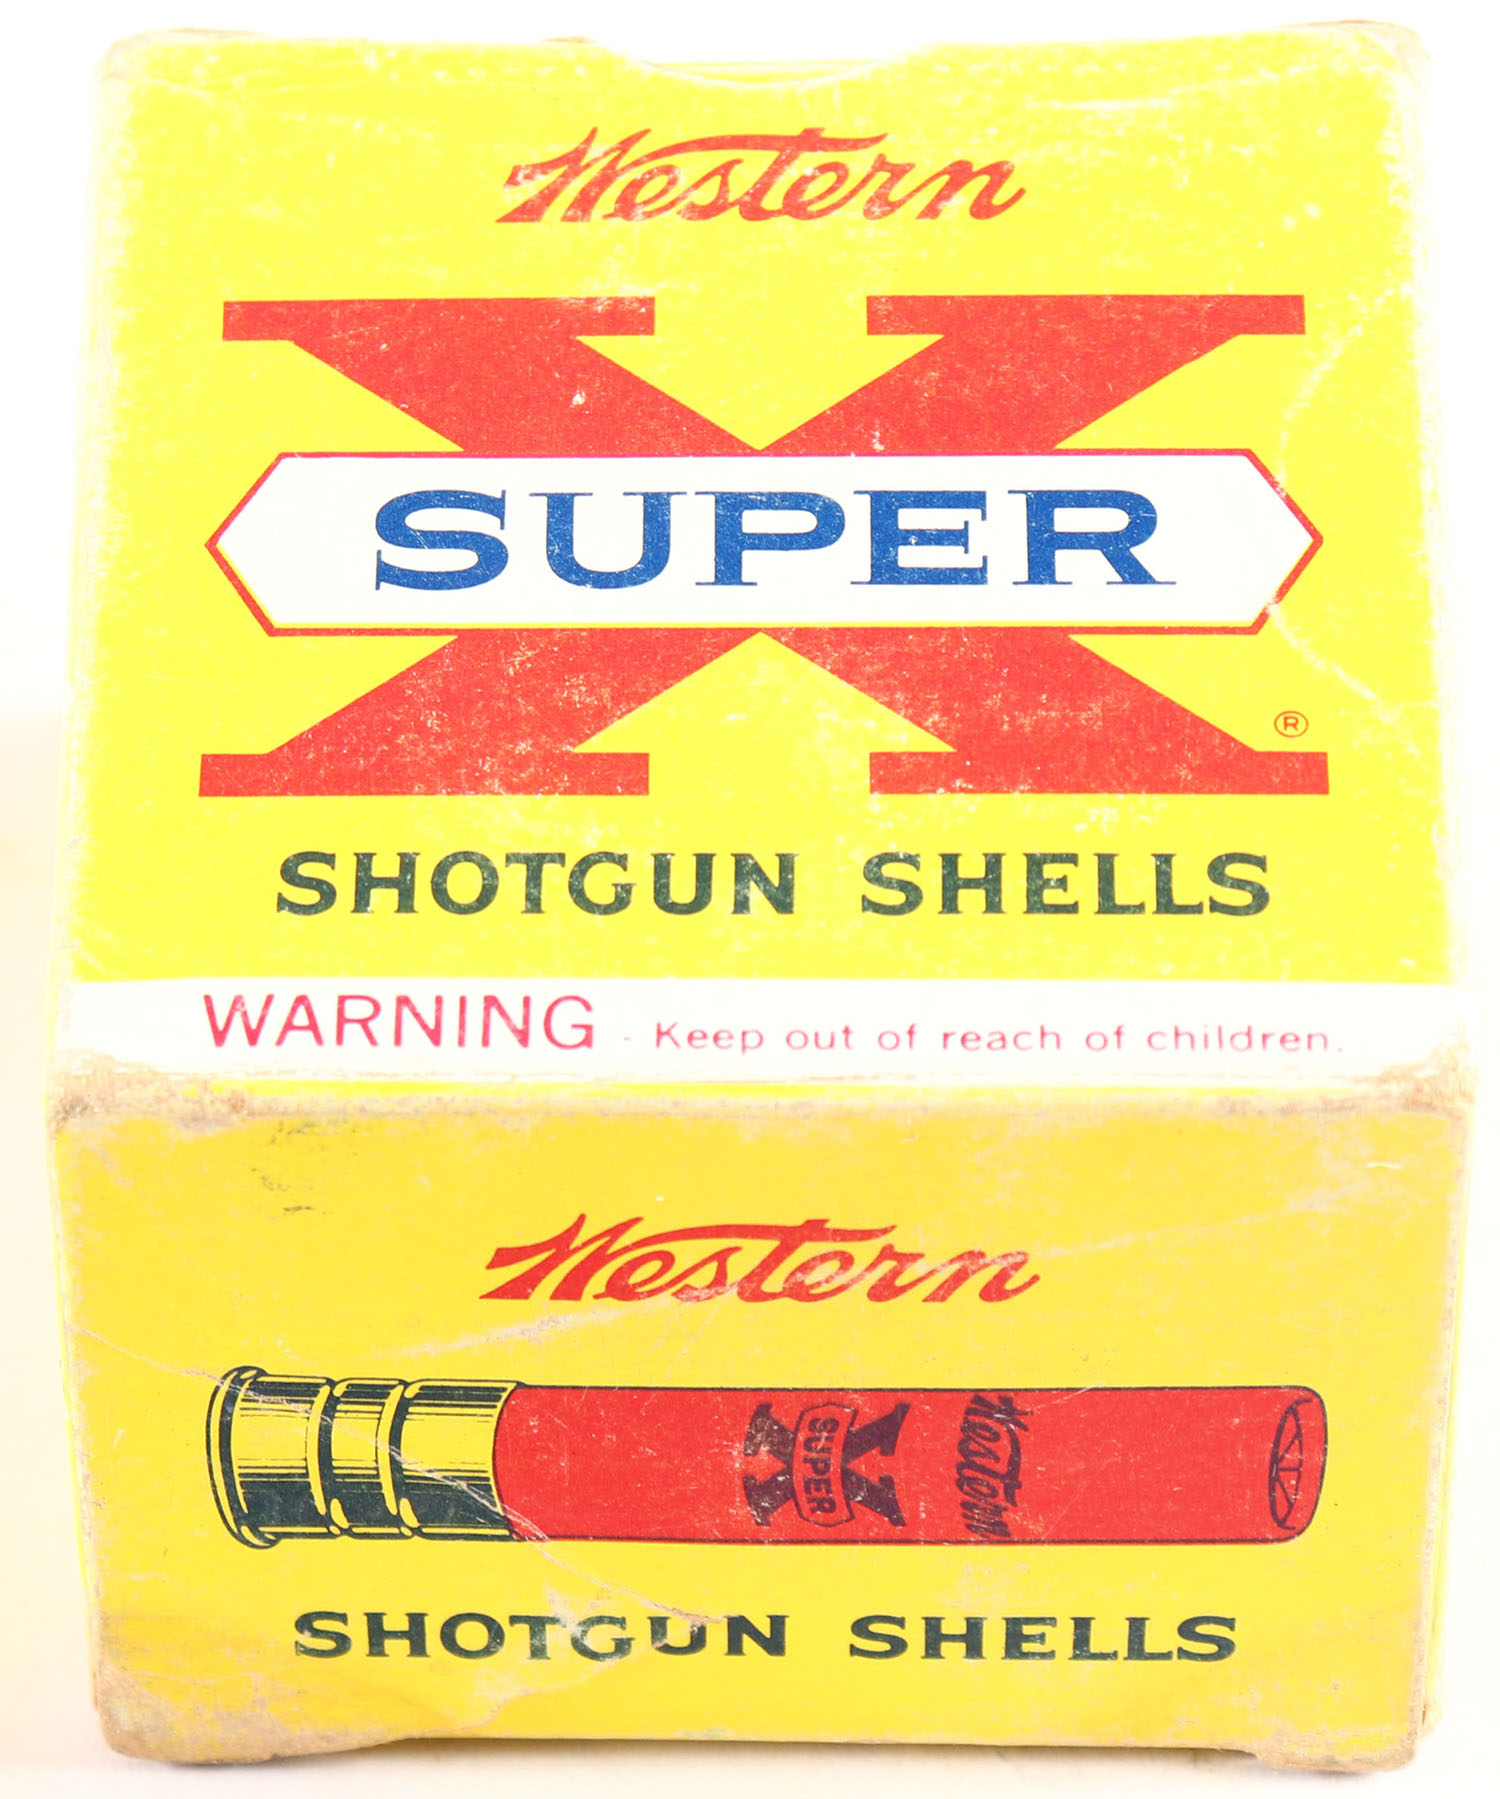 Western
X
SUPER
®
SHOTGUN SHELLS
WARNING - Keep out of reach of children.
Western
X
SUPER
Western
SHOTGUN SHELLS